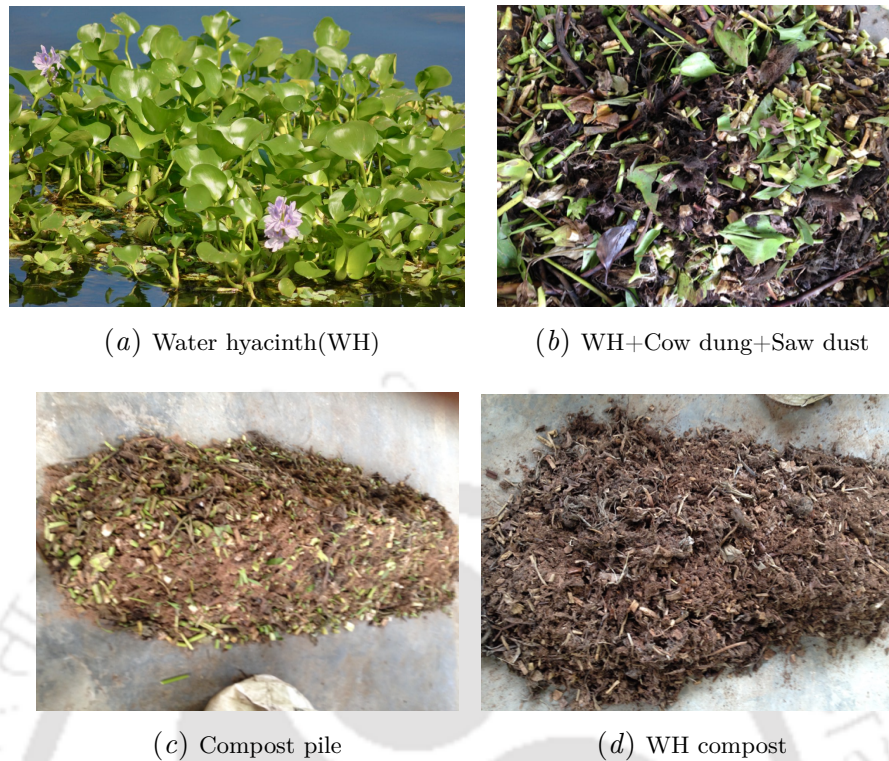 (a) Water hyacinth(WH)
(b) WH+Cow dung+Saw dust
(c) Compost pile
(d) WH compost